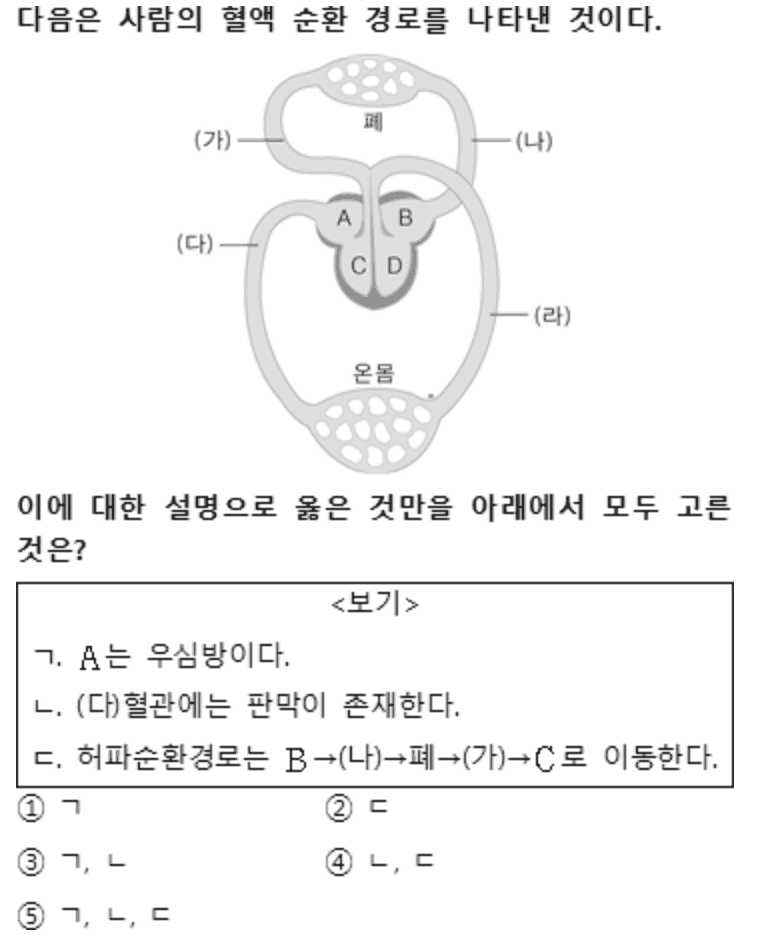 다음은 사람의 혈액 순환 경로를 나타낸 것이다.
폐
(가)
(나)
A
B
(다)
C
D
(라)
온몸
이에 대한 설명으로 옳은 것만을 아래에서 모두 고른
것은?
<보기>
ㄱ. A는 우심방이다.
ㄴ. (다)혈관에는 판막이 존재한다.
ㄷ. 허파순환경로는 B→(나)→폐→(가)→C로 이동한다.
① ㄱ ② ㄷ
③ ㄱ, ㄴ ④ ㄴ, ㄷ
⑤ ㄱ, ㄴ, ㄷ